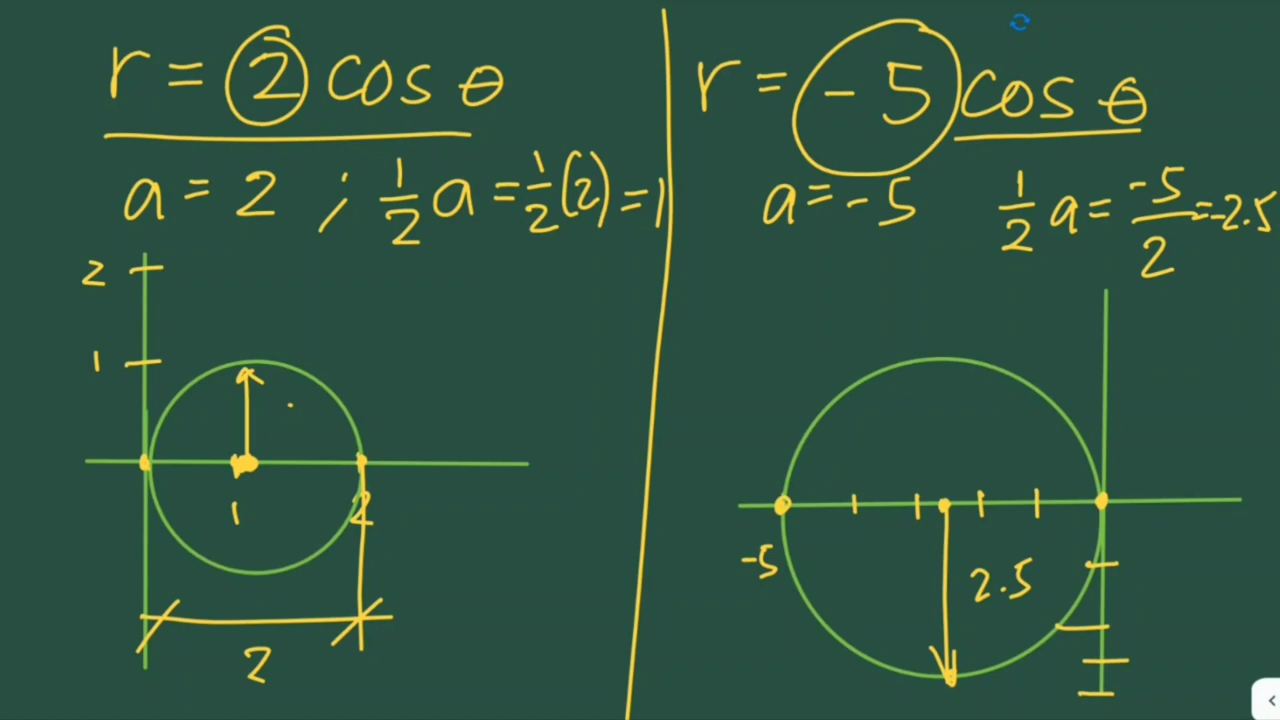 r = 2 cos θ
a = 2 ; 1/2 a = 1/2 (2) = 1
2
1
1
2
2
r = -5 cos θ
a = -5
1/2 a = -5/2 = -2.5
-5
2.5